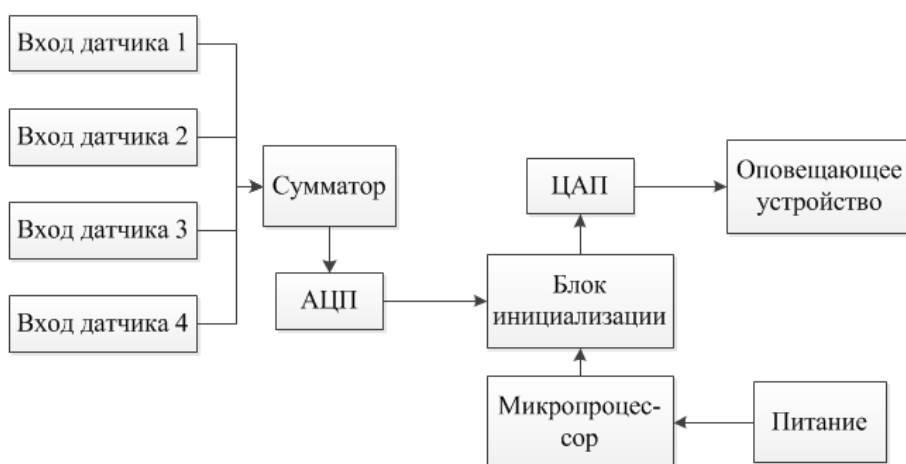 Вход датчика 1
Вход датчика 2
Вход датчика 3
Вход датчика 4
Сумматор
АЦП
ЦАП
Оповещающее
устройство
Блок
инициализации
Микропроцес-
сор
Питание